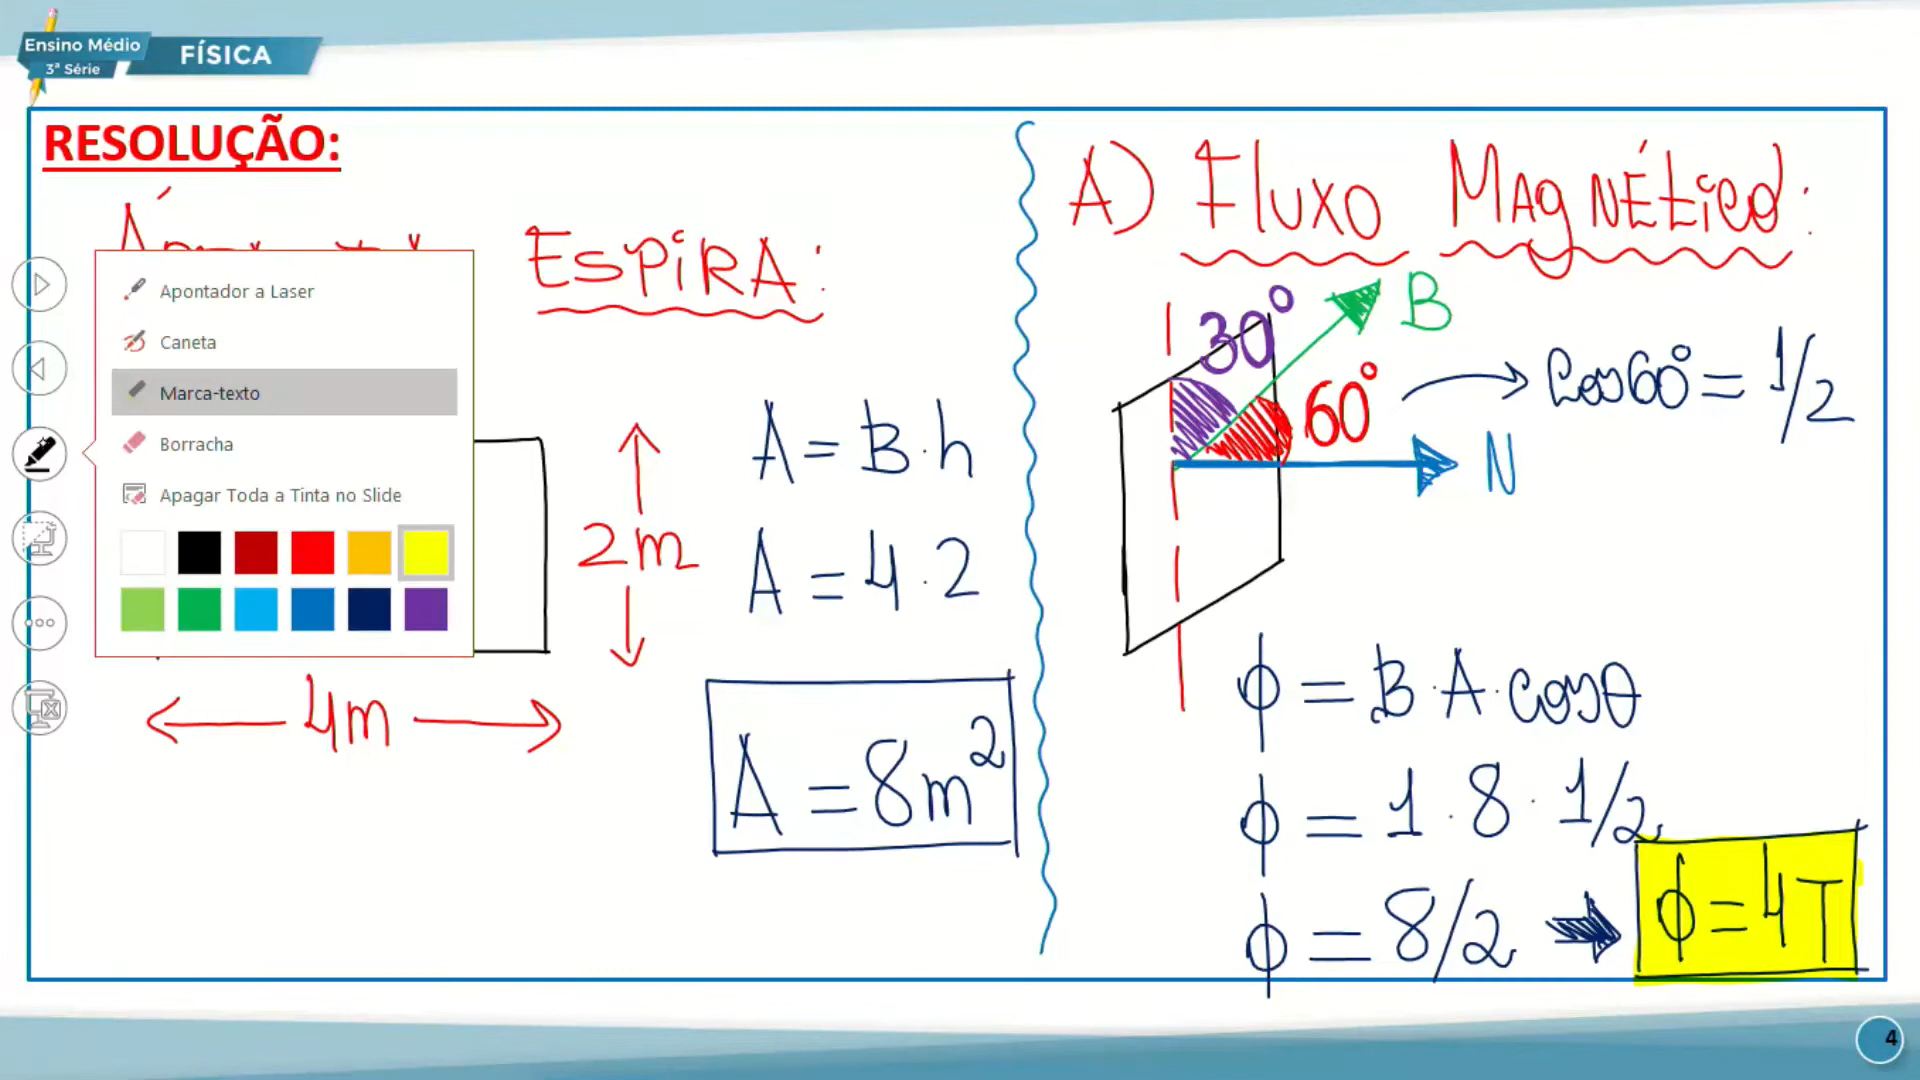 Ensino Médio
3ª Série
FÍSICA
RESOLUÇÃO:
ESPIRA:
Apontador a Laser
Caneta
Marca-texto
Borracha
Apagar Toda a Tinta no Slide
2m
4m
A = B·h
A = 4·2
A = 8m²
A) Fluxo MAgNÉtico:
30°
B
60°
Cos60° = 1/2
N
ϕ = B·A·cosθ
ϕ = 1·8·1/2
ϕ = 8/2
ϕ = 4T
4